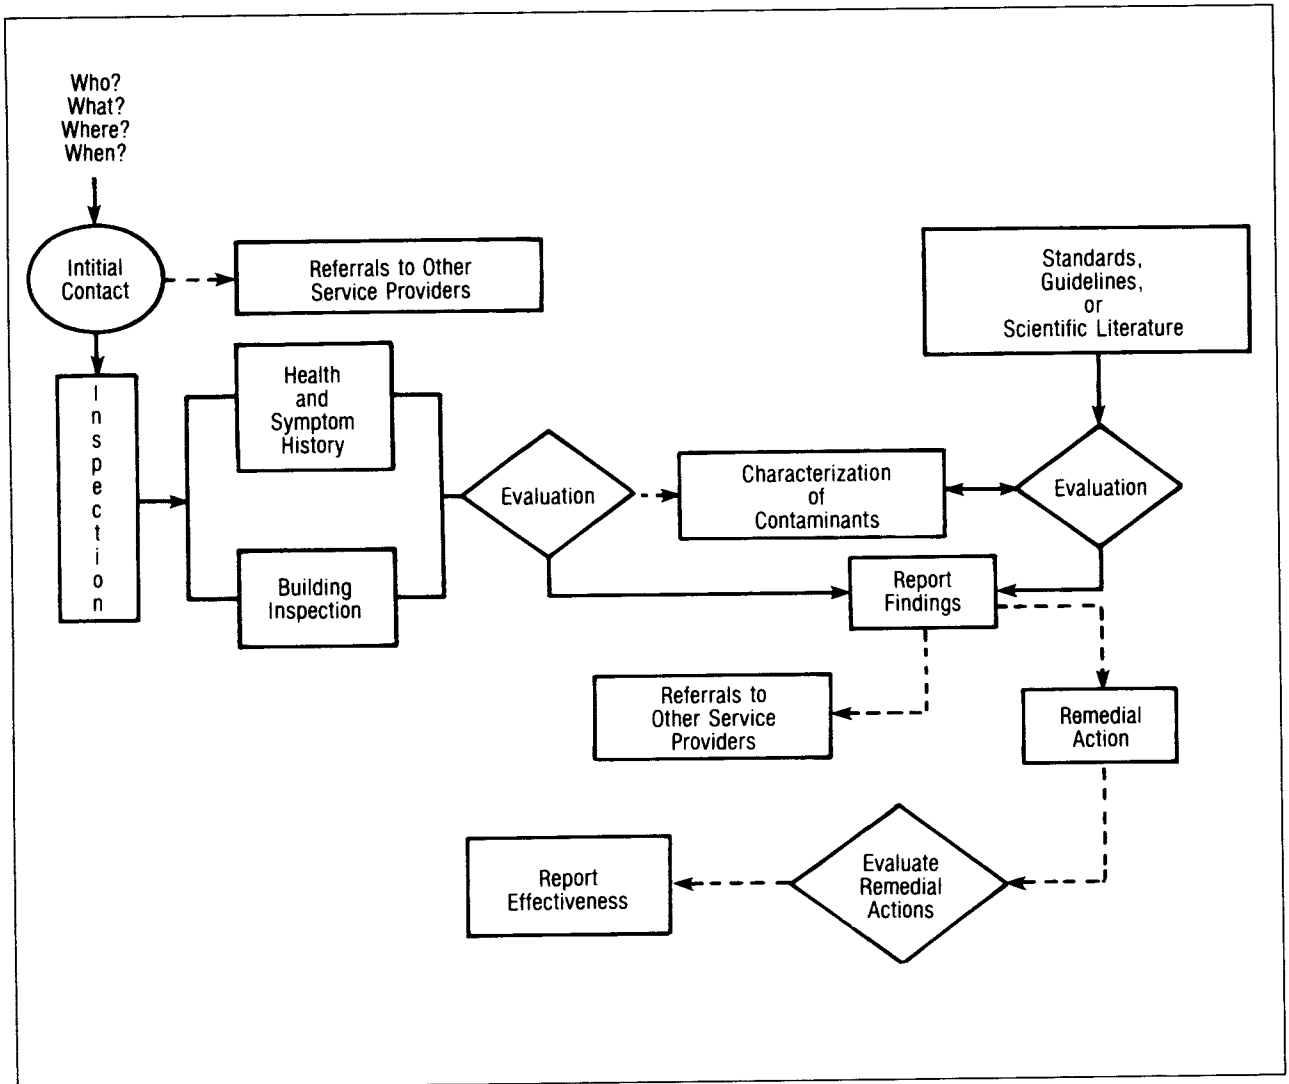 Who?
What?
Where?
When?
Intitial
Contact
Referrals to Other
Service Providers
Standards,
Guidelines,
or
Scientific Literature
Inspection
Health
and
Symptom
History
Building
Inspection
Evaluation
Characterization
of
Contaminants
Evaluation
Report
Findings
Referrals to
Other Service
Providers
Remedial
Action
Evaluate
Remedial
Actions
Report
Effectiveness